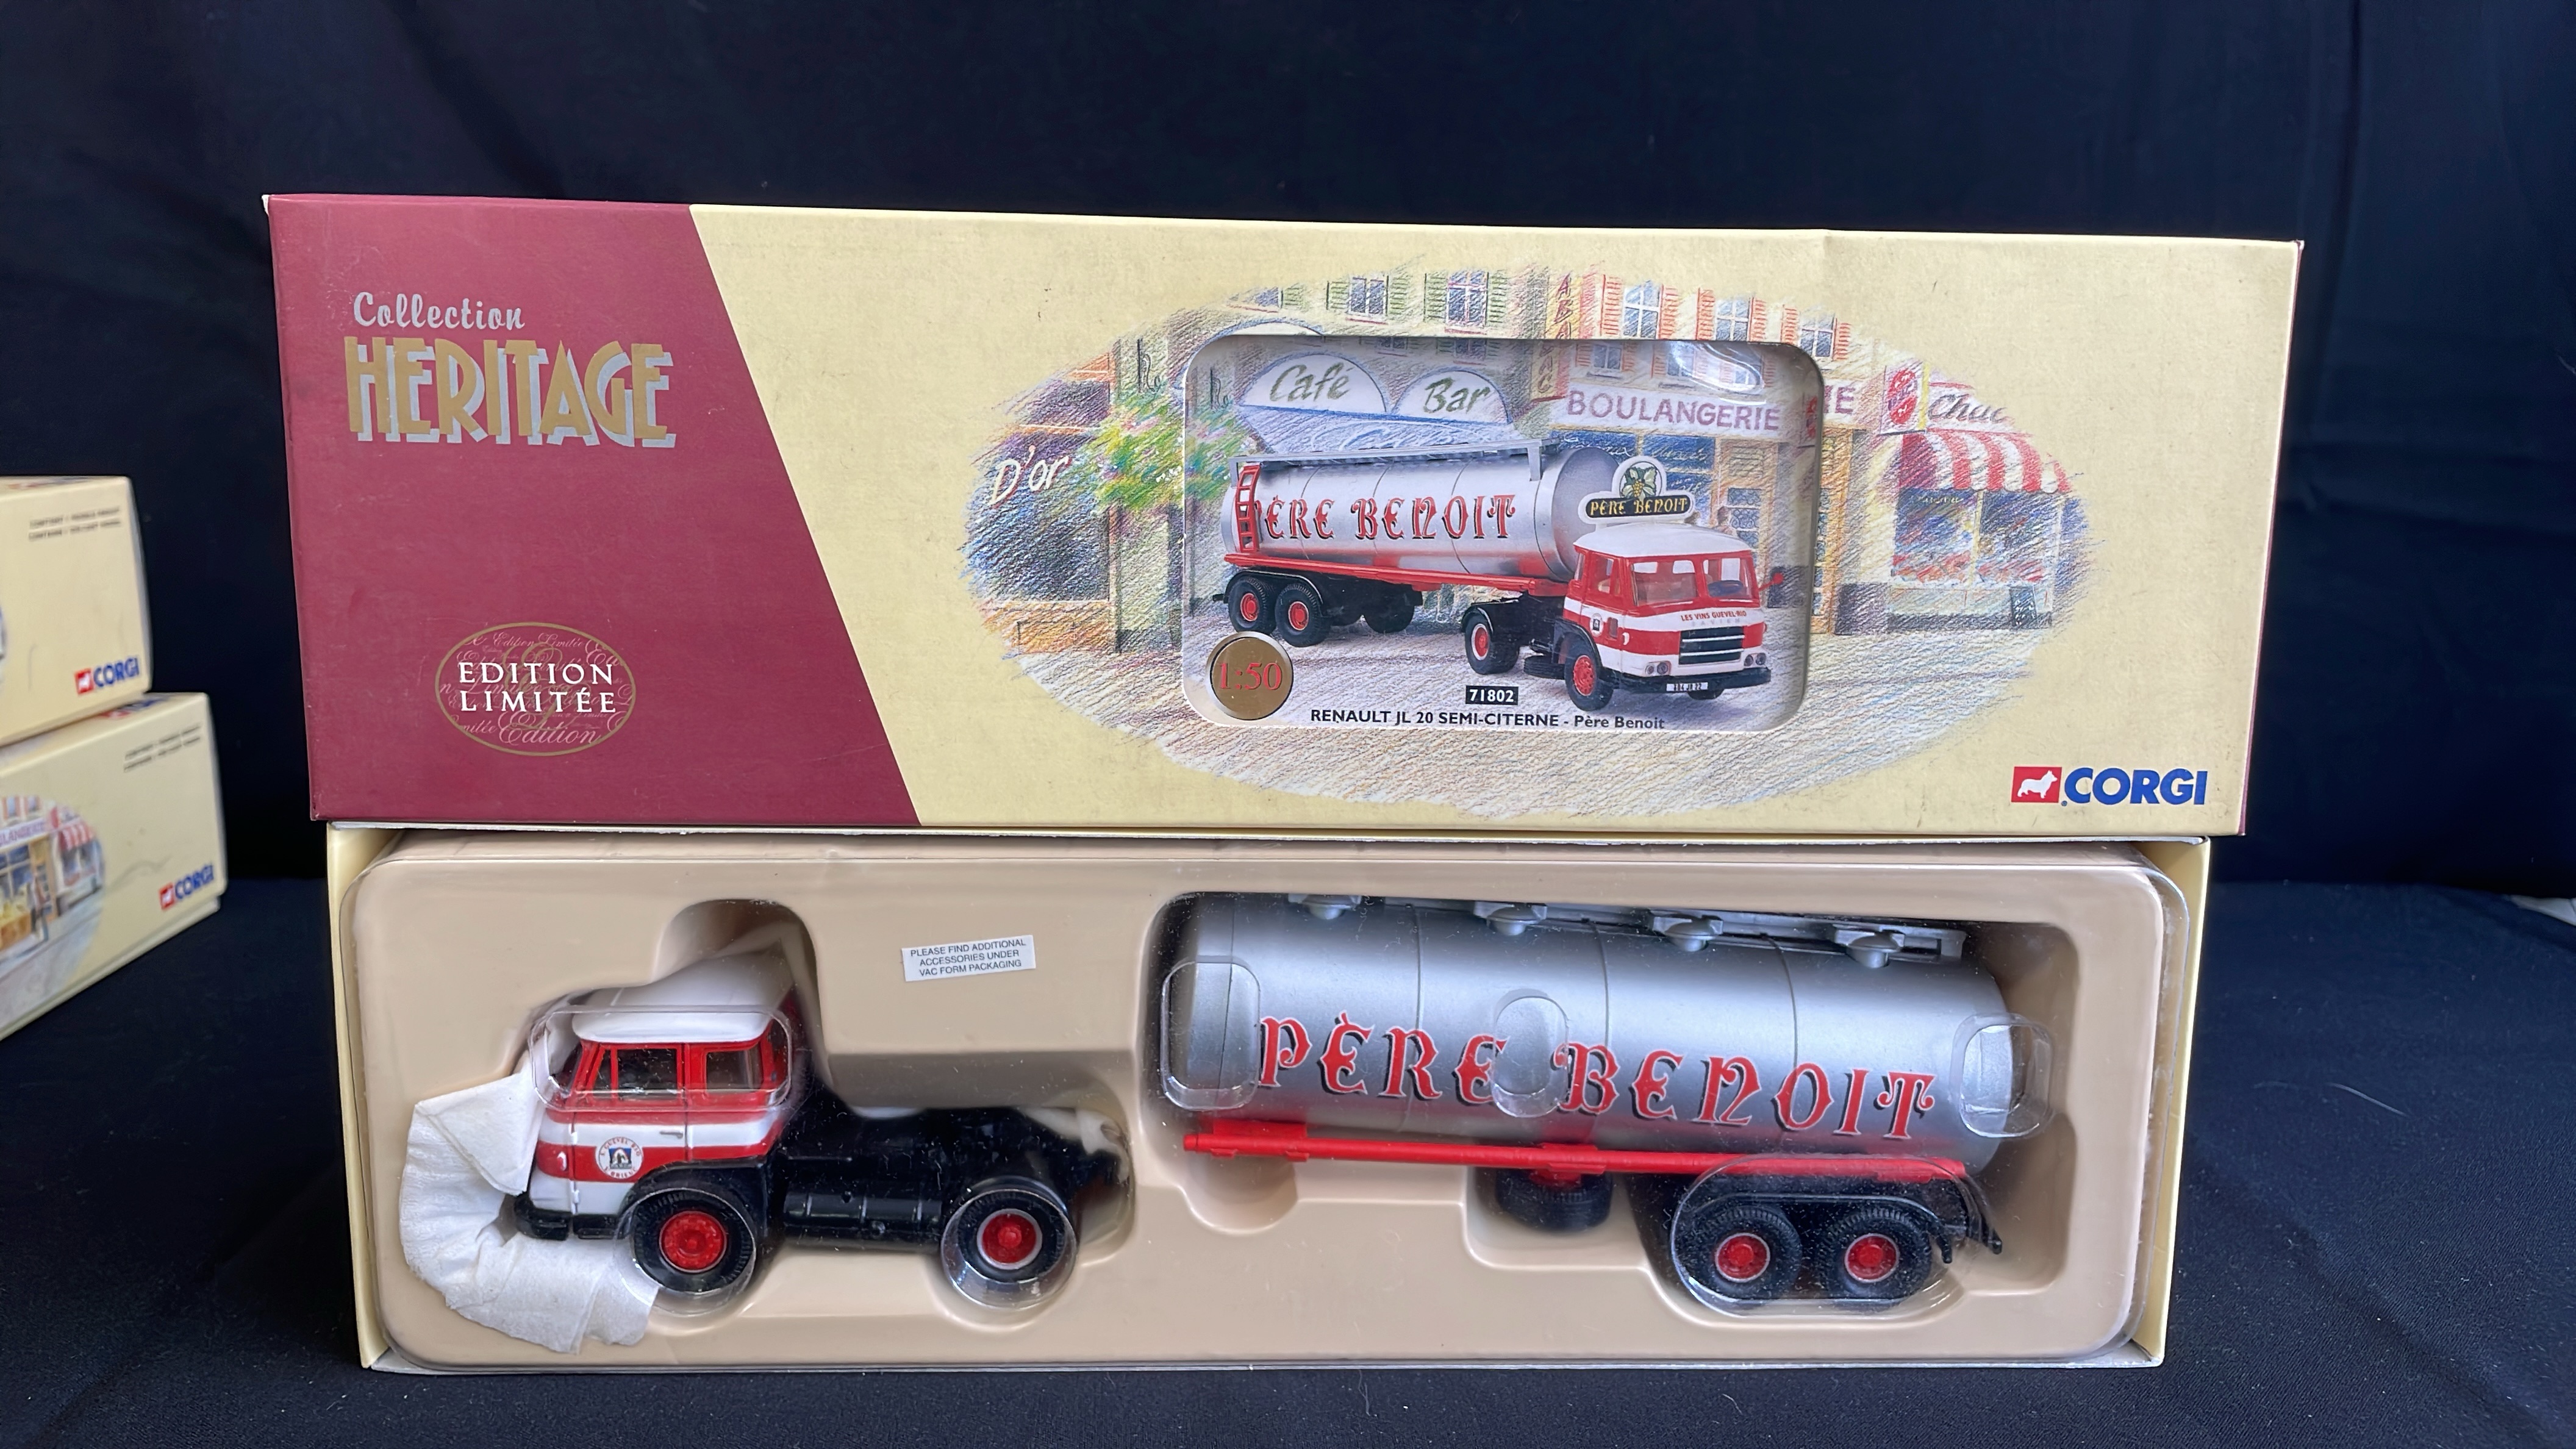 Collection
HERITAGE
EDITION
LIMITÉE
Edition
D'or
Café
Bar
BOULANGERIE
PÈRE BENOIT
PÈRE BENOIT
LES VINS GUEVEL-RIO
1:50
71802
RENAULT JL 20 SEMI-CITERNE - Père Benoit
CORGI
PLEASE FIND ADDITIONAL
ACCESSORIES UNDER
VAC FORM PACKAGING
PÈRE BENOIT
CORGI
CORGI